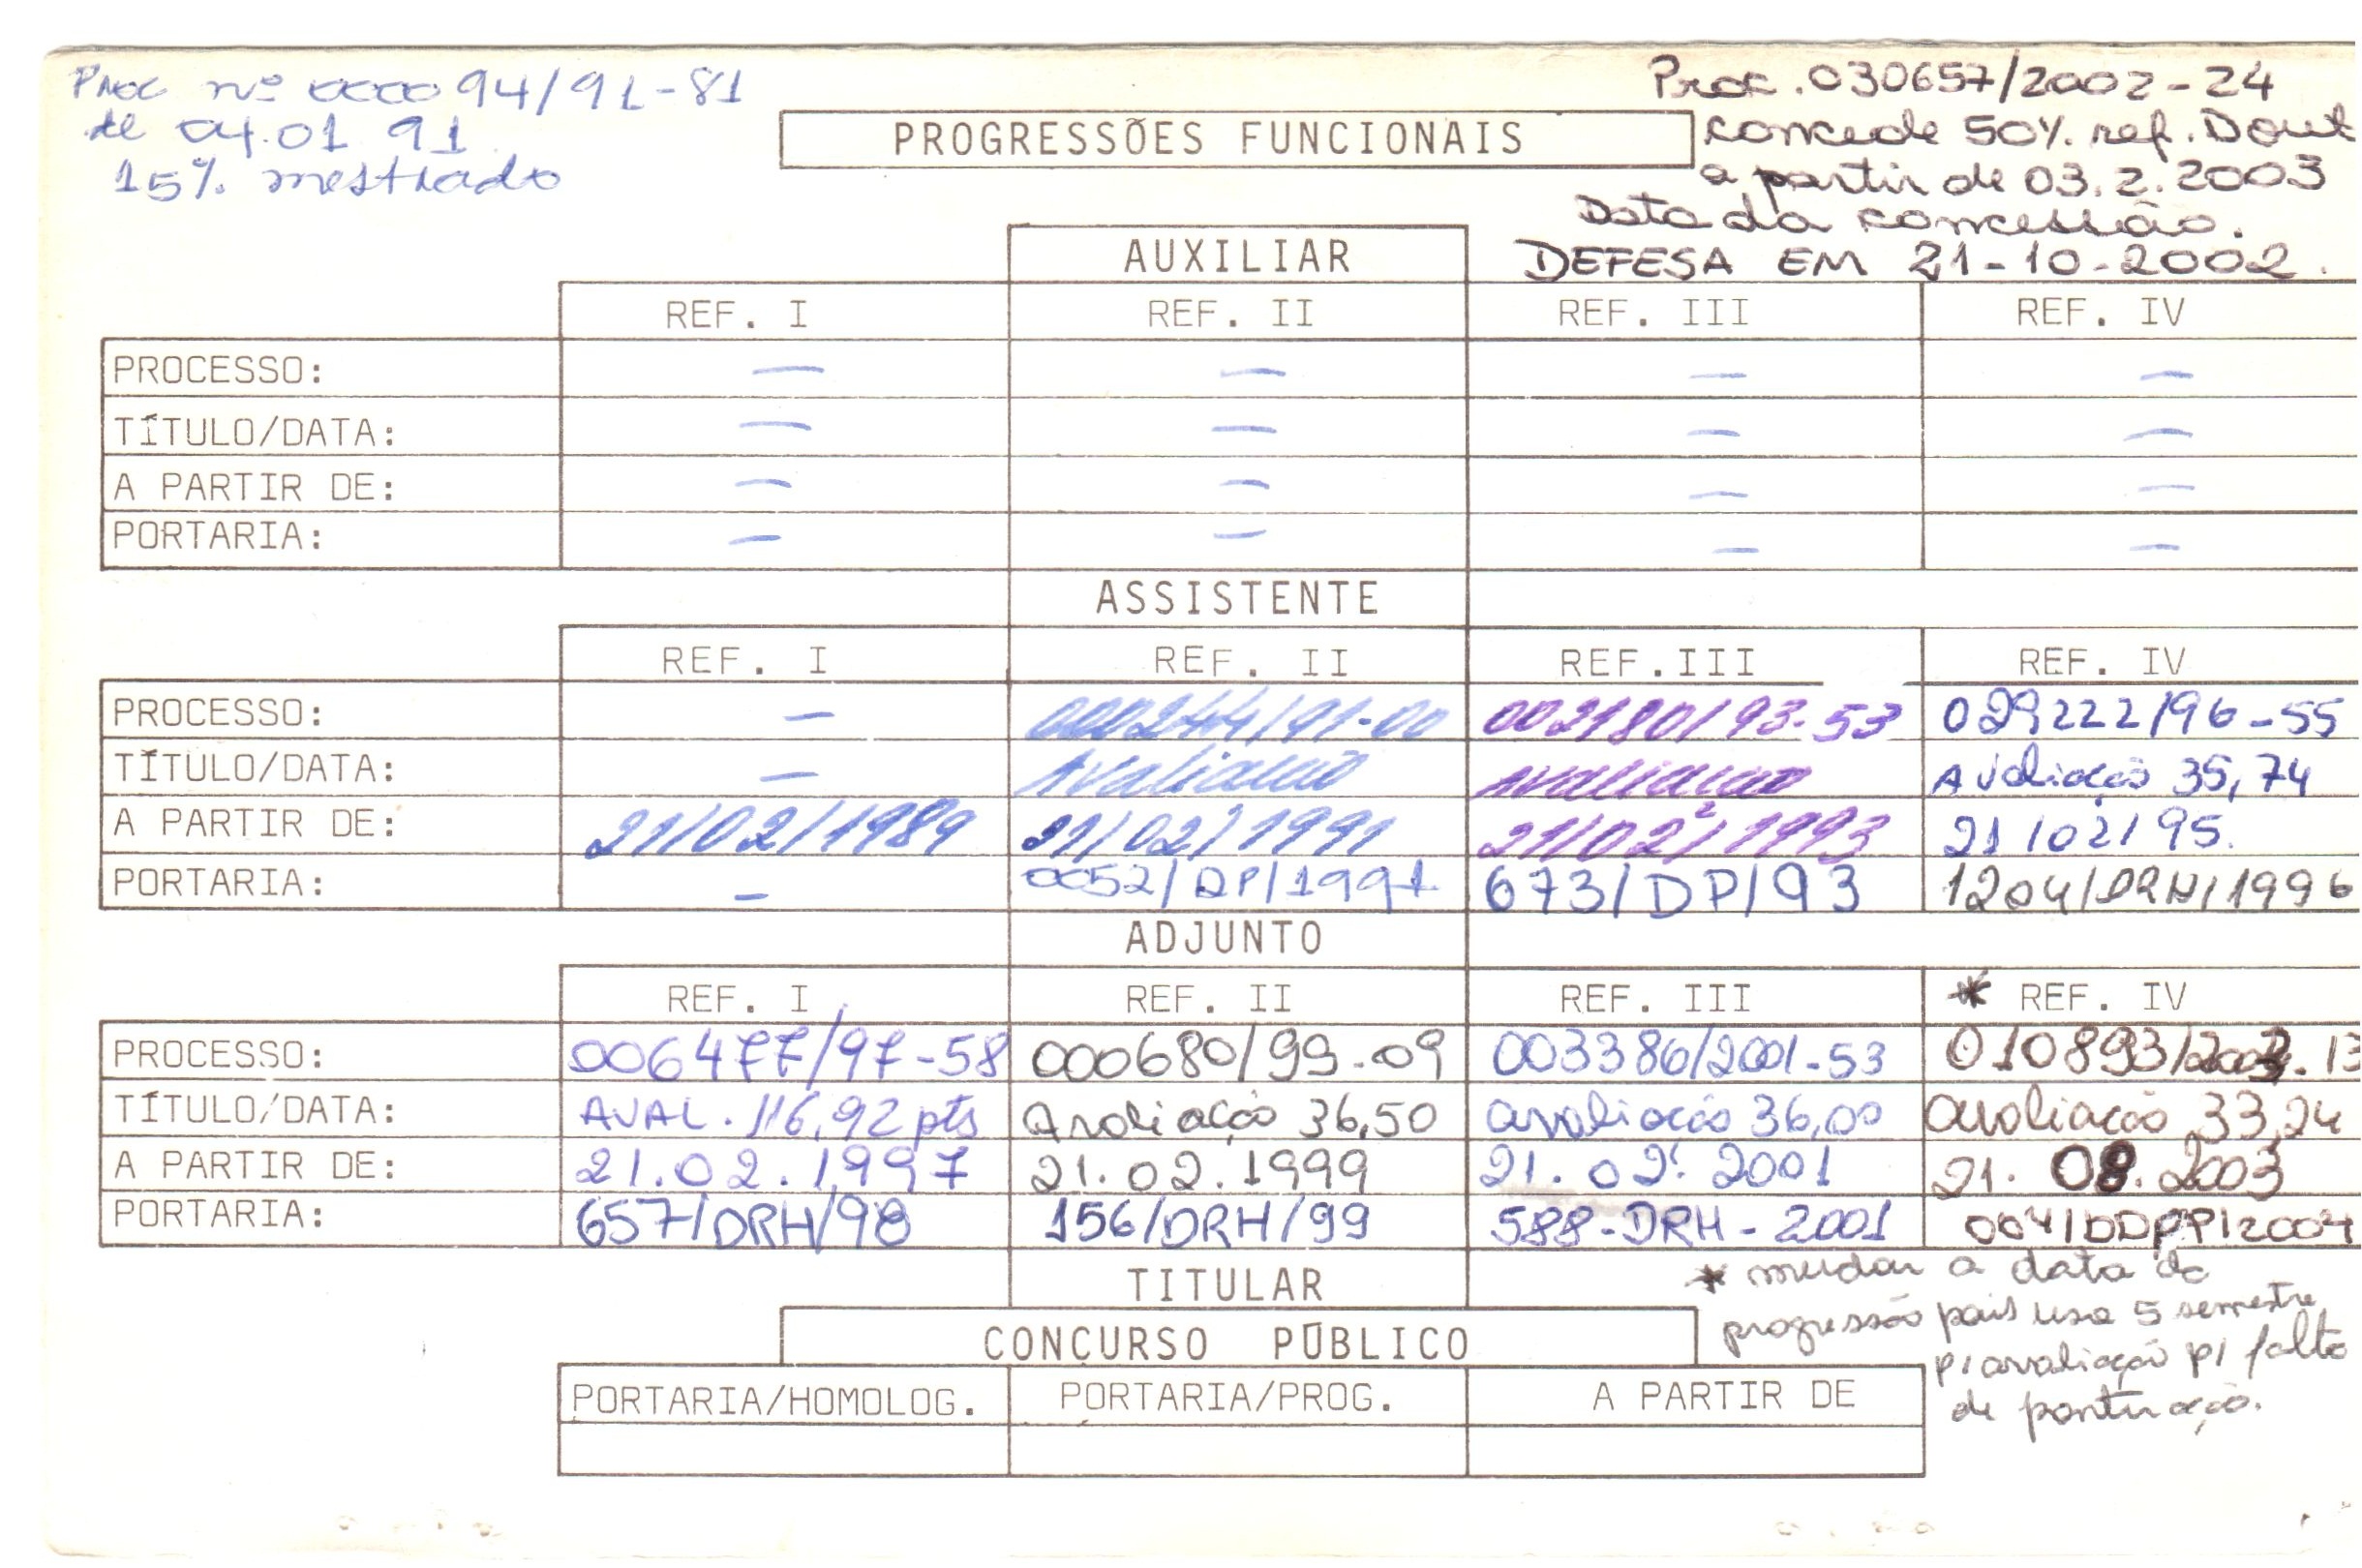 Proc nº 000094/91-81
de 04.01 91
15% mestrado
Proc. 030657/2002-24
concede 50% ref. Dout
a partir de 03.2.2003
Data da concessão.
DEFESA EM 21-10-2002.
PROGRESSÕES FUNCIONAIS
AUXILIAR
REF. I REF. II REF. III REF. IV
PROCESSO: — — — —
TÍTULO/DATA: — — — —
A PARTIR DE: — — — —
PORTARIA: — — — —
ASSISTENTE
REF. I REF. II REF.III REF. IV
PROCESSO: — 000244/91-00 002180/93-53 029222/96-55
TÍTULO/DATA: — Avaliação avaliação Avaliação 35,74
A PARTIR DE: 21/02/1989 21/02/1991 21/02/1993 21/02/95.
PORTARIA: — 0052/DP/1991 673/DP/93 1204/DRH/1996
ADJUNTO
REF. I REF. II REF. III * REF. IV
PROCESSO: 006477/97-58 000680/99-09 003386/2001-53 010893/2003.13
TÍTULO/DATA: AVAL. 116,92 pts Avaliação 36,50 avaliação 36,00 avaliação 33,24
A PARTIR DE: 21.02.1997 21.02.1999 21.02.2001 21.08.2003
PORTARIA: 657/DRH/98 156/DRH/99 588-DRH-2001 004/DDPP/2004
TITULAR
* mudar a data da
progressão pois usa 5 semestre
p/avaliação p/ falta
de pontuação.
CONCURSO PÚBLICO
PORTARIA/HOMOLOG. PORTARIA/PROG. A PARTIR DE